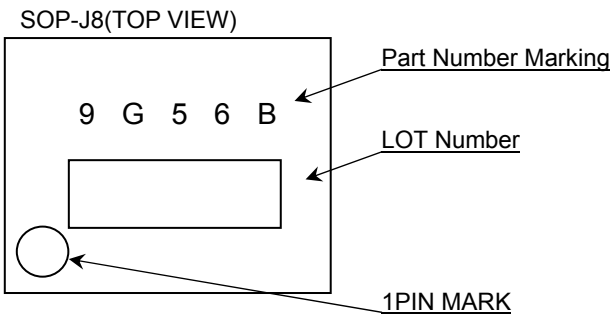 SOP-J8(TOP VIEW)
Part Number Marking
9 G 5 6 B
LOT Number
1PIN MARK